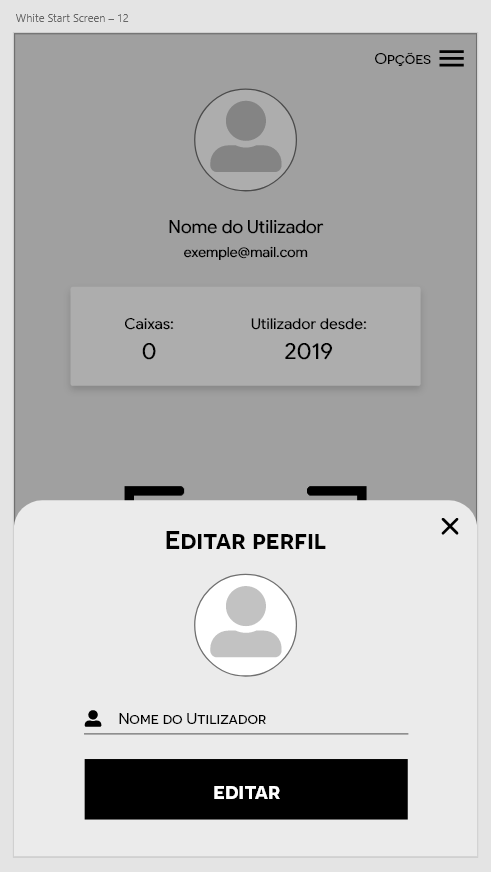 White Start Screen – 12
Opções
Nome do Utilizador
exemple@mail.com
Caixas:
0
Utilizador desde:
2019
Editar perfil
Nome do Utilizador
EDITAR